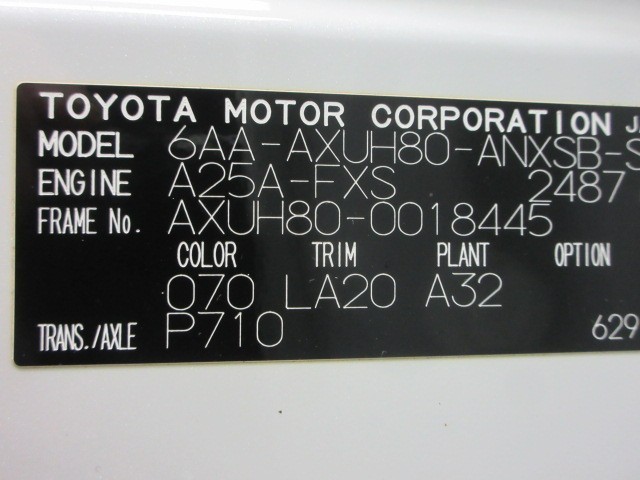 TOYOTA MOTOR CORPORATION J
MODEL 6AA-AXUH80-ANXSB-S
ENGINE A25A-FXS 2487
FRAME No. AXUH80-0018445
COLOR TRIM PLANT OPTION
070 LA20 A32
TRANS./AXLE P710 629